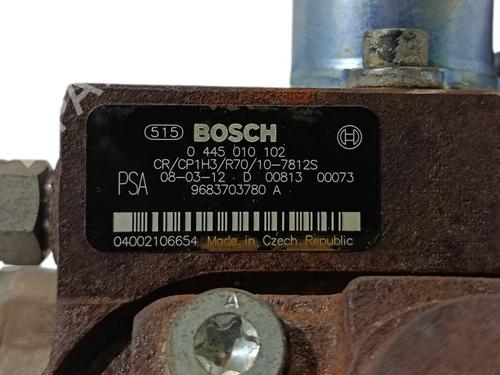 515 BOSCH
0 445 010 102
CR/CP1H3/R70/10-7812S
PSA 08-03-12 D 00813 00073
9683703780 A
04002106654 Made in Czech Republic
A